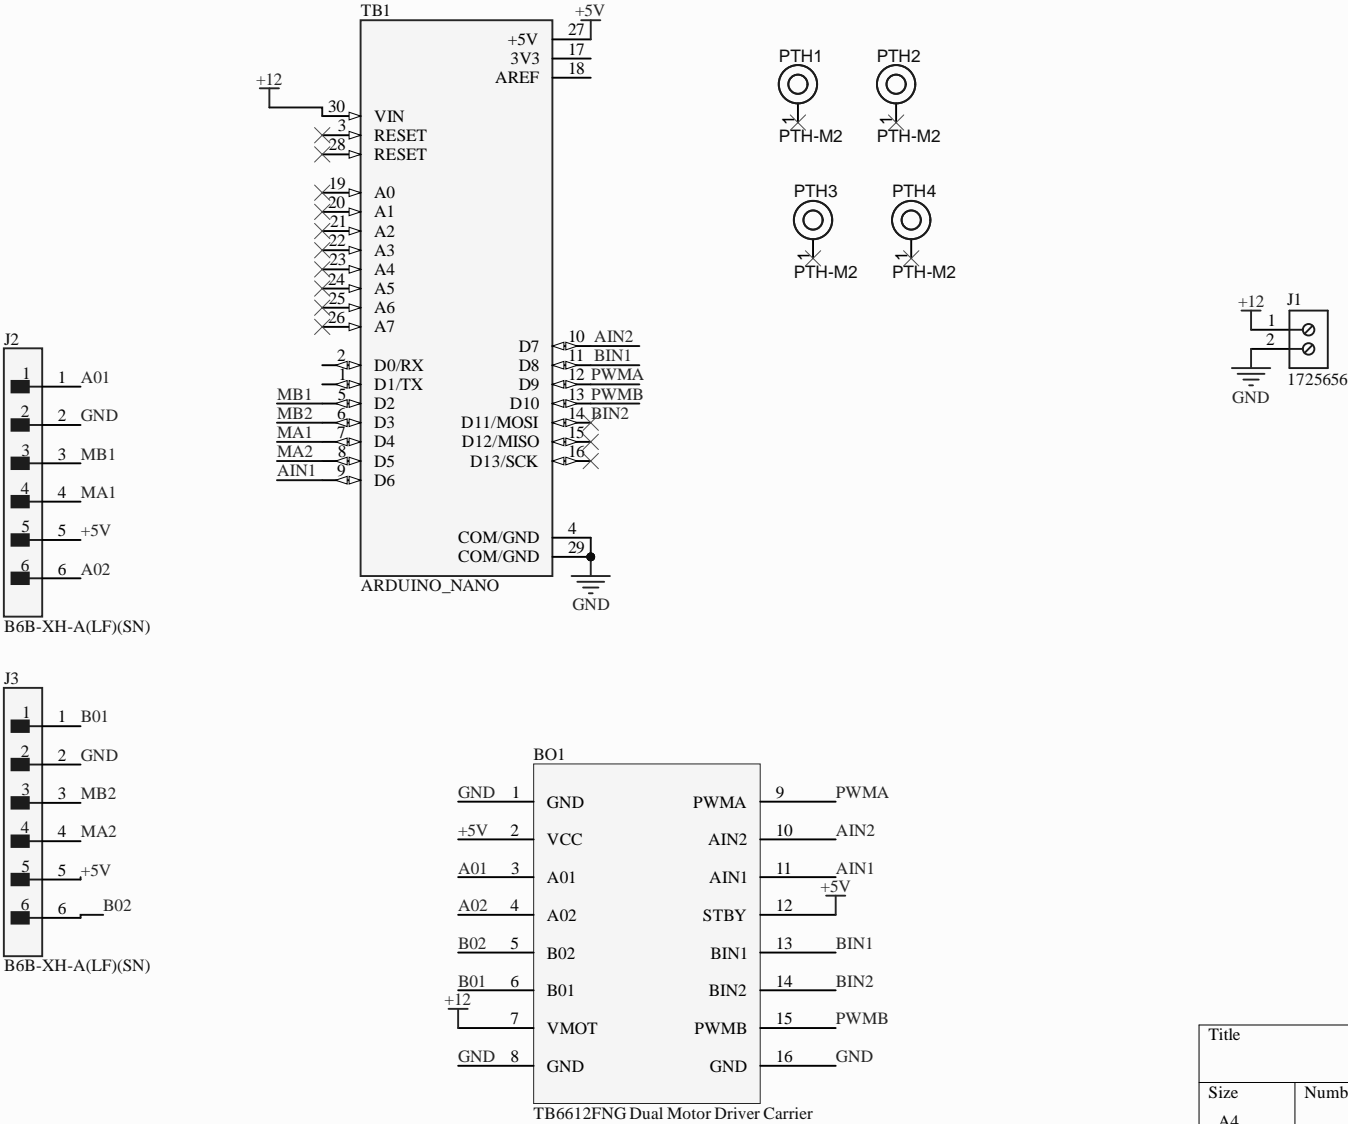 TB1
+5V
+12
+5V 27
3V3 17
AREF 18
30 VIN
3 RESET
28 RESET
19 A0
20 A1
21 A2
22 A3
23 A4
24 A5
25 A6
26 A7
2 D0/RX
1 D1/TX
MB1 5 D2
MB2 6 D3
MA1 7 D4
MA2 8 D5
AIN1 9 D6
D7 10 AIN2
D8 11 BIN1
D9 12 PWMA
D10 13 PWMB
D11/MOSI 14 BIN2
D12/MISO 15
D13/SCK 16
COM/GND 4
COM/GND 29
GND
ARDUINO_NANO
PTH1
1
PTH-M2
PTH2
1
PTH-M2
PTH3
1
PTH-M2
PTH4
1
PTH-M2
+12
J1
1
2
GND
1725656
J2
1 1 A01
2 2 GND
3 3 MB1
4 4 MA1
5 5 +5V
6 6 A02
B6B-XH-A(LF)(SN)
J3
1 1 B01
2 2 GND
3 3 MB2
4 4 MA2
5 5 +5V
6 6 B02
B6B-XH-A(LF)(SN)
BO1
GND 1 GND
+5V 2 VCC
A01 3 A01
A02 4 A02
B02 5 B02
B01 6 B01
+12
7 VMOT
GND 8 GND
PWMA 9 PWMA
AIN2 10 AIN2
AIN1 11 AIN1
+5V
STBY 12
BIN1 13 BIN1
BIN2 14 BIN2
PWMB 15 PWMB
GND 16 GND
TB6612FNG Dual Motor Driver Carrier
Title
Size
Numb
A4